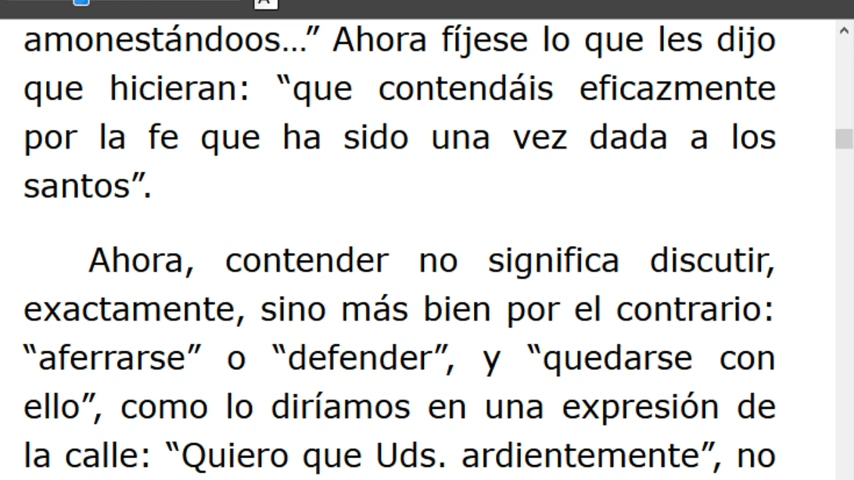 amonestándoos...” Ahora fíjese lo que les dijo
que hicieran: “que contendáis eficazmente
por la fe que ha sido una vez dada a los
santos”.
Ahora, contender no significa discutir,
exactamente, sino más bien por el contrario:
“aferrarse” o “defender”, y “quedarse con
ello”, como lo diríamos en una expresión de
la calle: “Quiero que Uds. ardientemente”, no